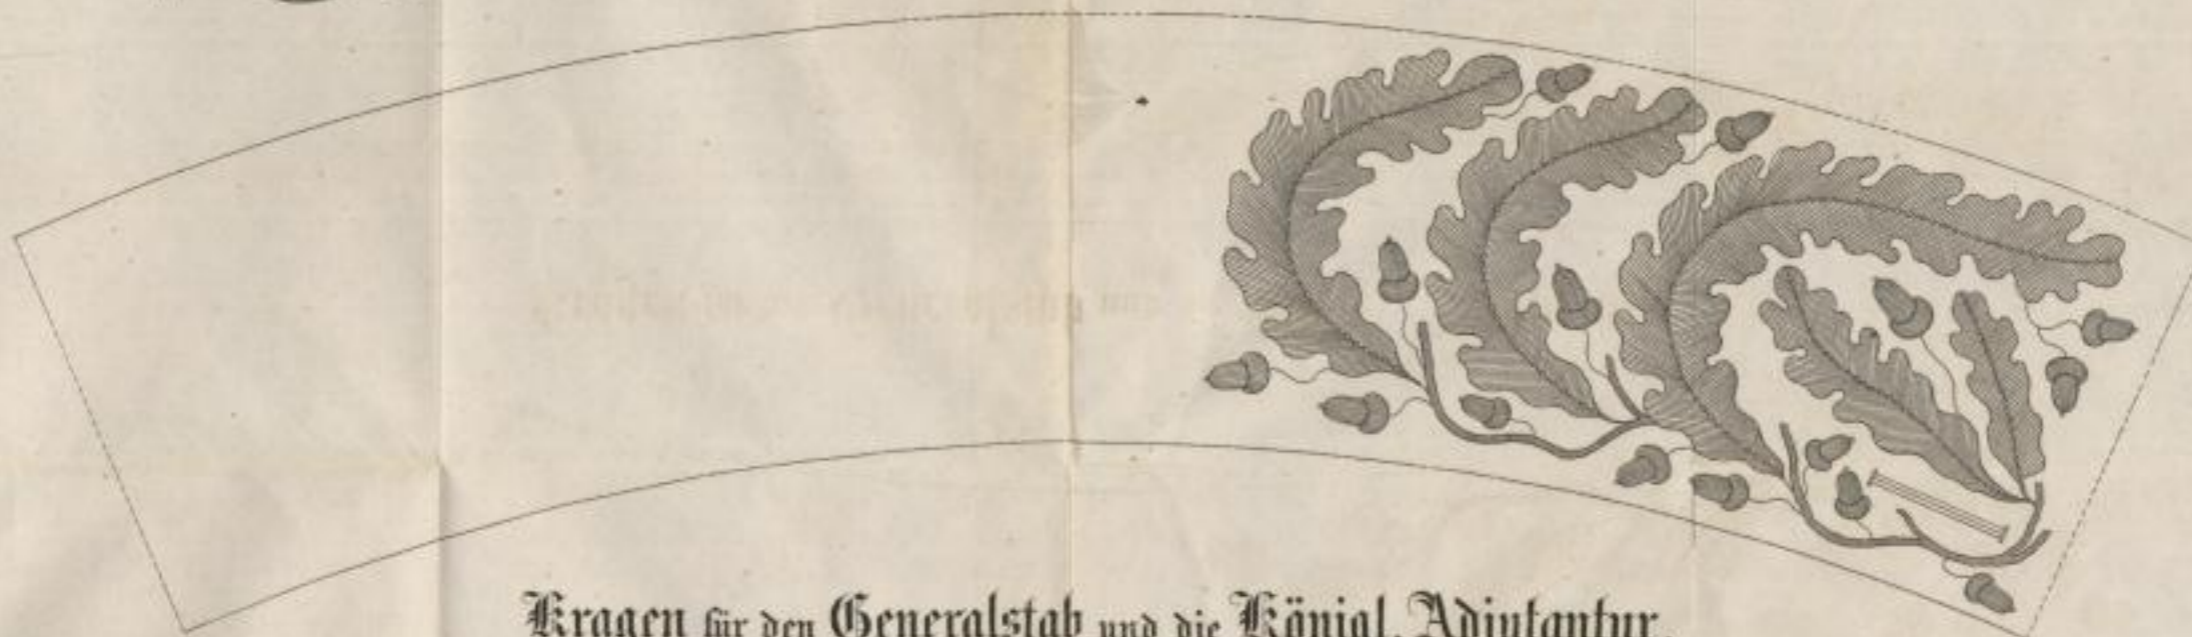 Kragen für den Generalstab und die Königl. Adjutantur.